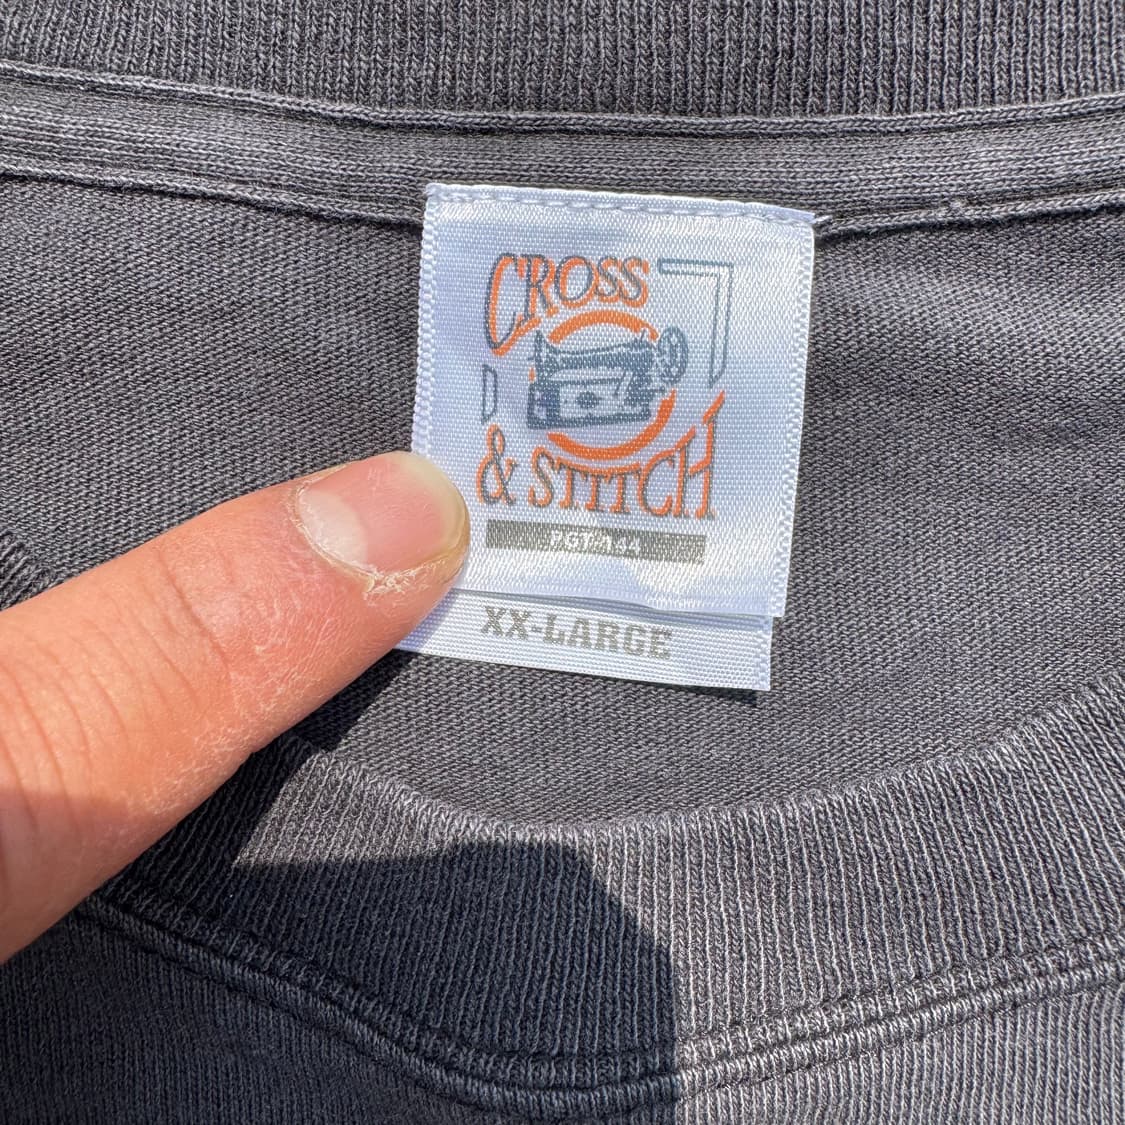 CROSS
& STITCH
PGT-144
XX-LARGE